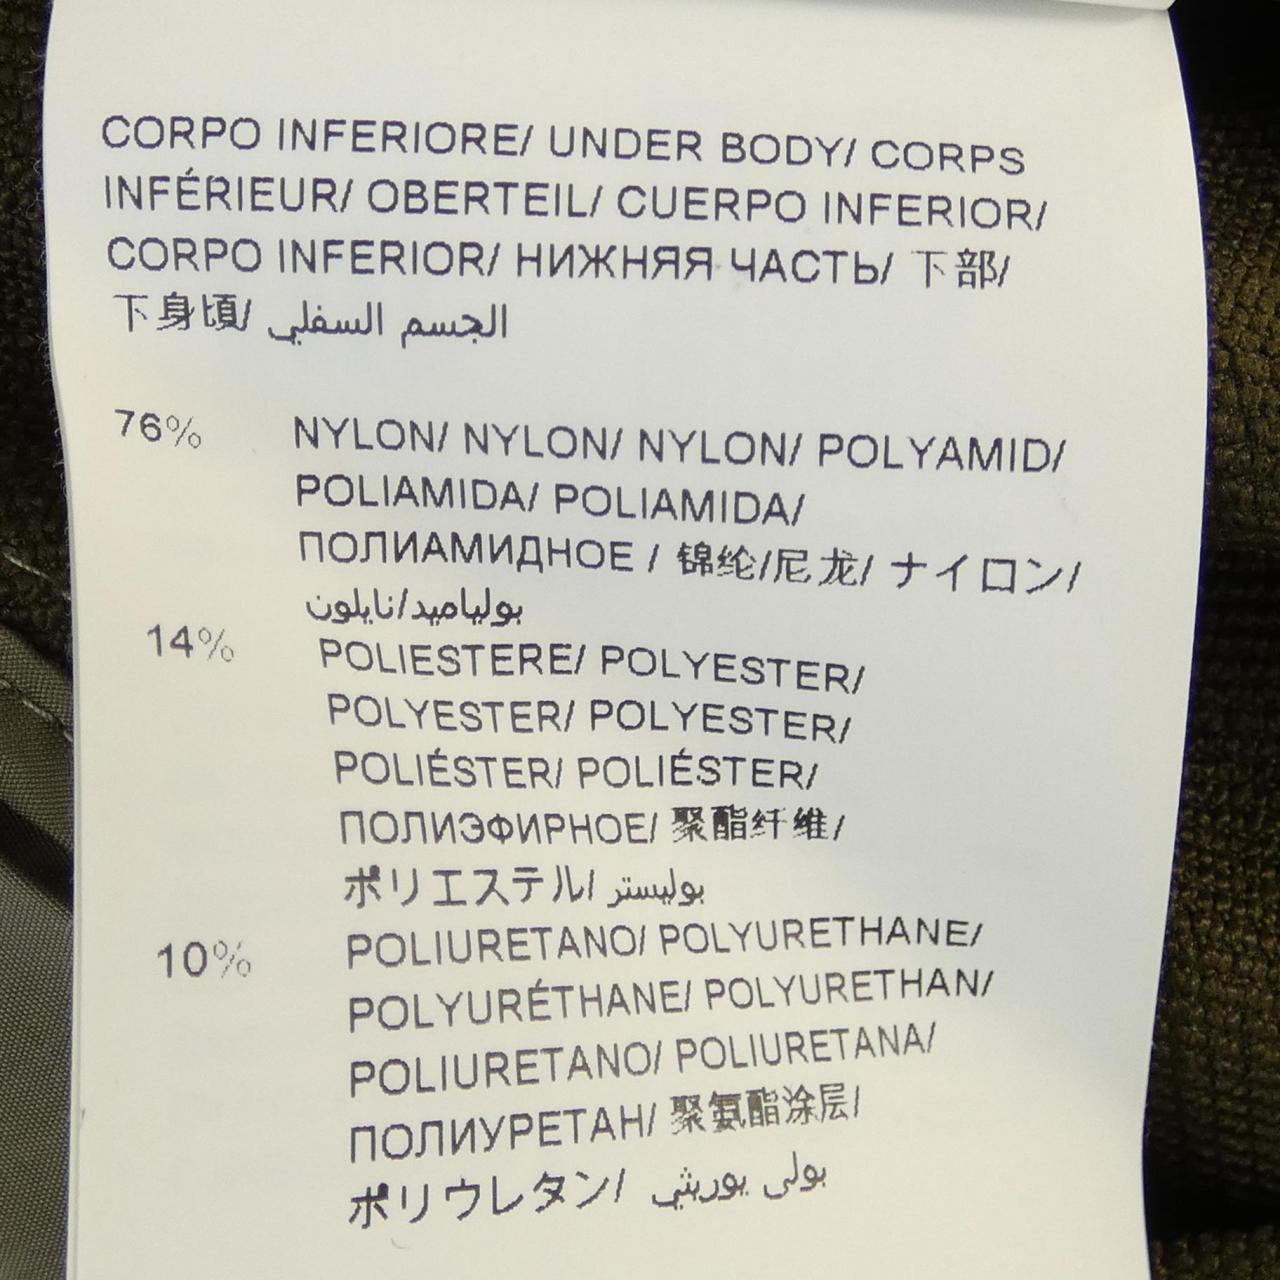 CORPO INFERIORE/ UNDER BODY/ CORPS
INFÉRIEUR/ OBERTEIL/ CUERPO INFERIOR/
CORPO INFERIOR/ НИЖНЯЯ ЧАСТЬ/ 下部/
下身頃/ الجسم السفلي
76% NYLON/ NYLON/ NYLON/ POLYAMID/
POLIAMIDA/ POLIAMIDA/
ПОЛИАМИДНОЕ / 锦纶/尼龙/ ナイロン/
بولياميد/نايلون
14% POLIESTERE/ POLYESTER/
POLYESTER/ POLYESTER/
POLIÉSTER/ POLIÉSTER/
ПОЛИЭФИРНОЕ/ 聚酯纤维/
ポリエステル/ بوليستر
10% POLIURETANO/ POLYURETHANE/
POLYURÉTHANE/ POLYURETHAN/
POLIURETANO/ POLIURETANA/
ПОЛИУРЕТАН/ 聚氨酯涂层/
ポリウレタン/ بولى يوريثي